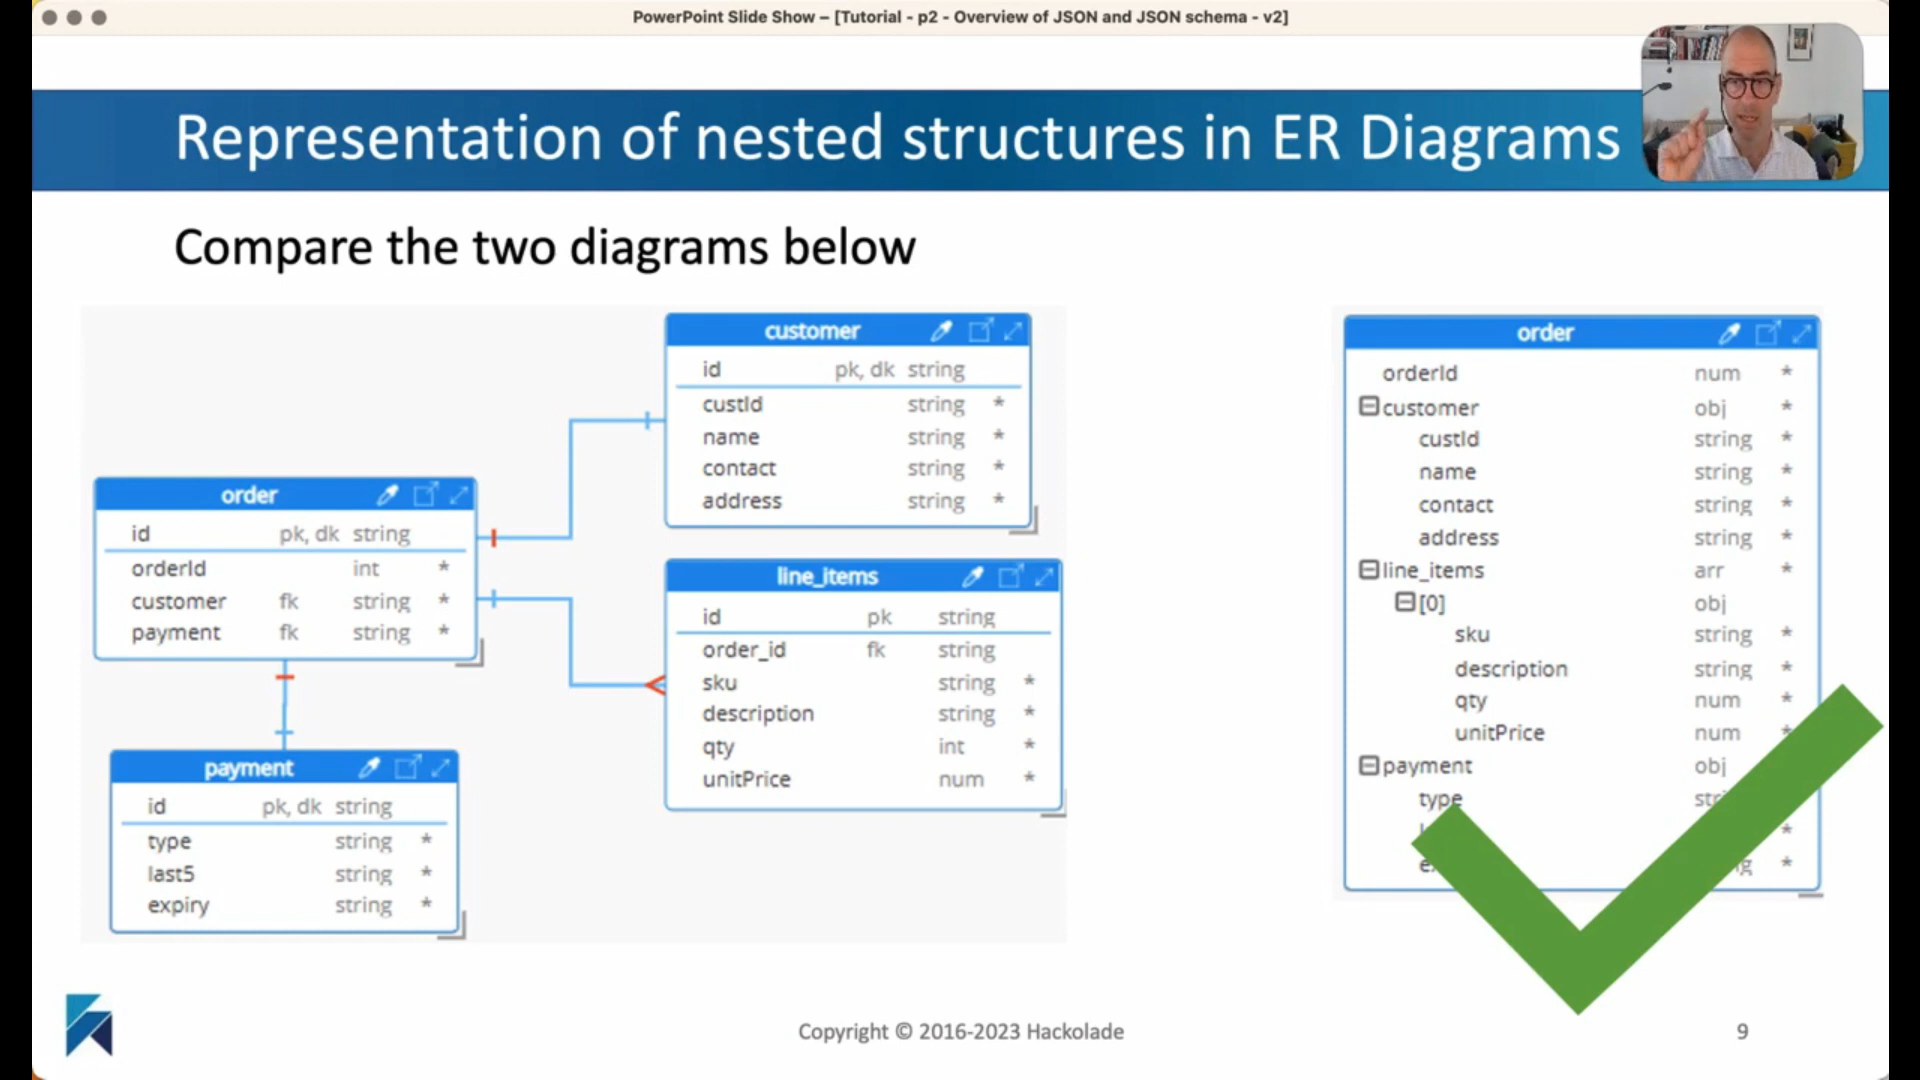 PowerPoint Slide Show – [Tutorial - p2 - Overview of JSON and JSON schema - v2]
Representation of nested structures in ER Diagrams
Compare the two diagrams below
customer
id pk, dk string
custId string *
name string *
contact string *
address string *
order
id pk, dk string
orderId int *
customer fk string *
payment fk string *
line_items
id pk string
order_id fk string
sku string *
description string *
qty int *
unitPrice num *
payment
id pk, dk string
type string *
last5 string *
expiry string *
order
orderId num *
customer obj *
custId string *
name string *
contact string *
address string *
line_items arr *
[0] obj
sku string *
description string *
qty num *
unitPrice num *
payment obj
type
*
*
Copyright © 2016-2023 Hackolade
9